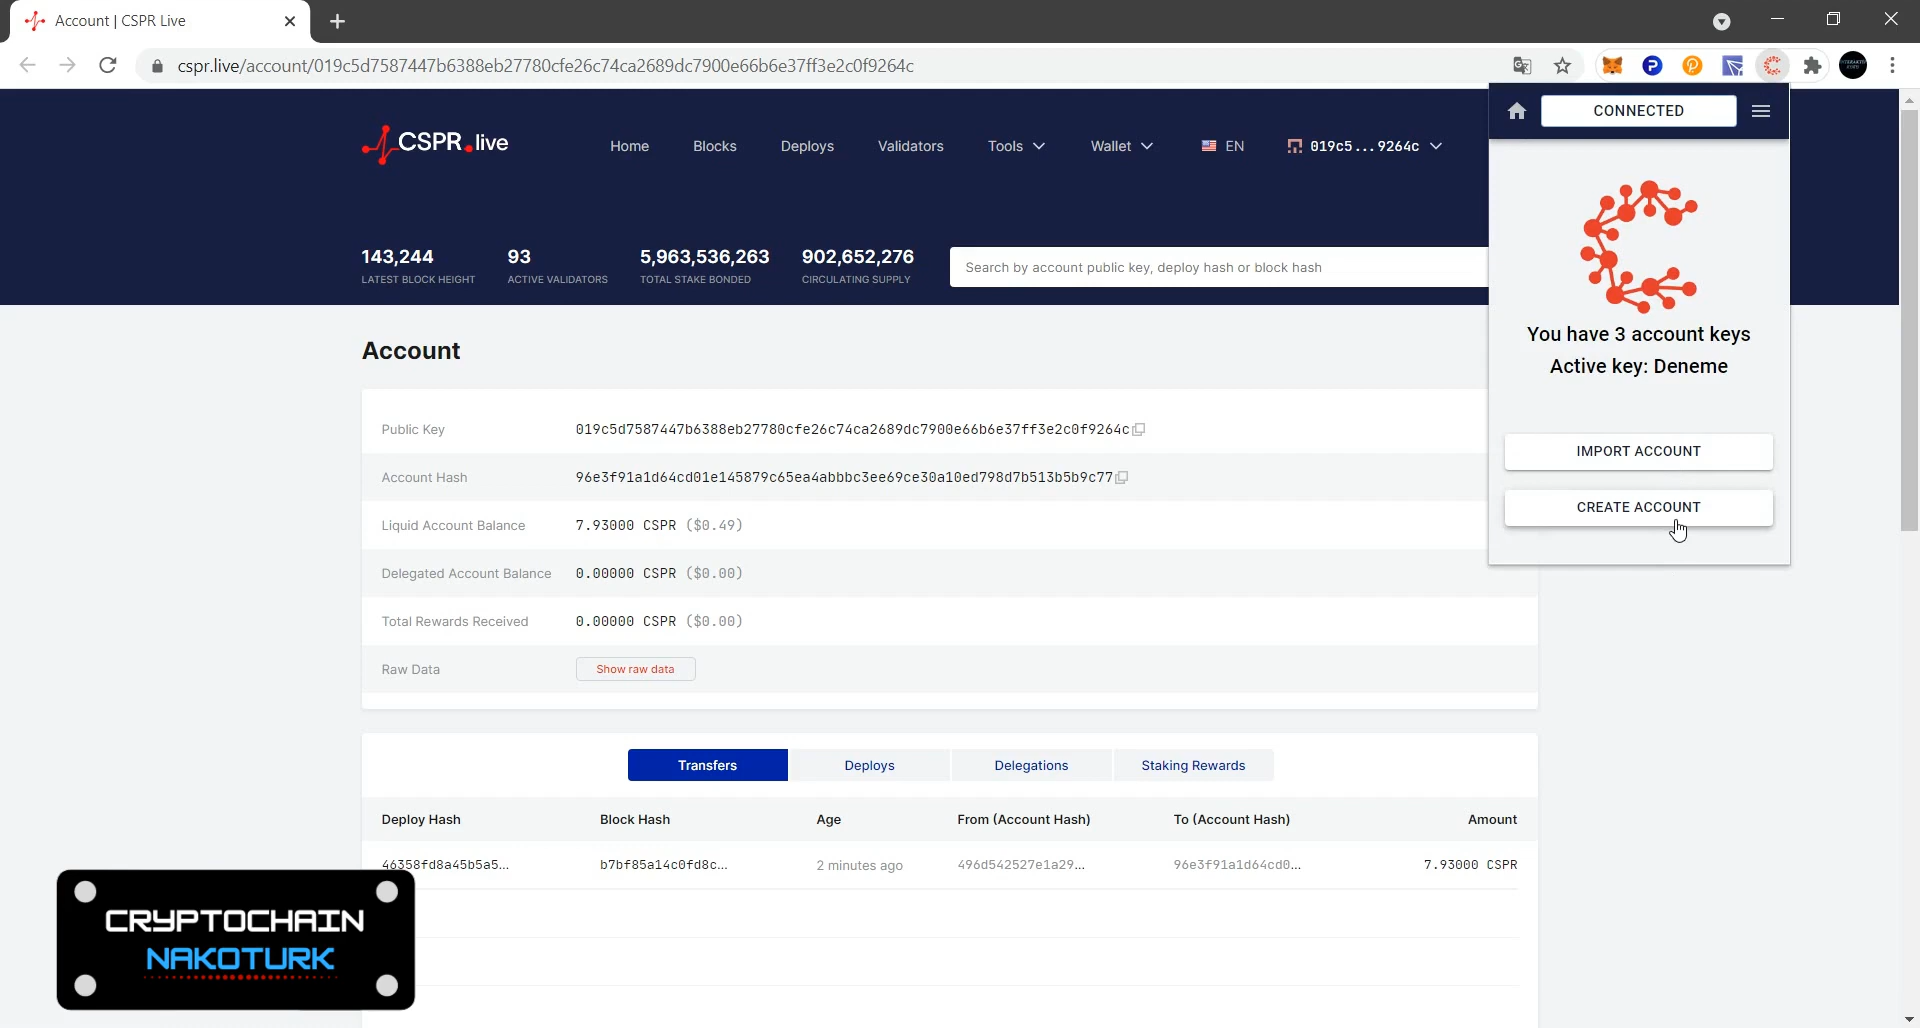 Account | CSPR Live
cspr.live/account/019c5d7587447b6388eb27780cfe26c74ca2689dc7900e66b6e37ff3e2c0f9264c
CSPR.live
Home Blocks Deploys Validators Tools Wallet EN 019c5...9264c
143,244 93 5,963,536,263 902,652,276
LATEST BLOCK HEIGHT ACTIVE VALIDATORS TOTAL STAKE BONDED CIRCULATING SUPPLY
Search by account public key, deploy hash or block hash
CONNECTED
You have 3 account keys
Active key: Deneme
IMPORT ACCOUNT
CREATE ACCOUNT
Account
Public Key 019c5d7587447b6388eb27780cfe26c74ca2689dc7900e66b6e37ff3e2c0f9264c
Account Hash 96e3f91a1d64cd01e145879c65ea4abbbc3ee69ce30a10ed798d7b513b5b9c77
Liquid Account Balance 7.93000 CSPR ($0.49)
Delegated Account Balance 0.00000 CSPR ($0.00)
Total Rewards Received 0.00000 CSPR ($0.00)
Raw Data Show raw data
Transfers Deploys Delegations Staking Rewards
Deploy Hash Block Hash Age From (Account Hash) To (Account Hash) Amount
46358fd8a45b5a5... b7bf85a14c0fd8c... 2 minutes ago 496d542527e1a29... 96e3f91a1d64cd0... 7.93000 CSPR
CRYPTOCHAIN
NAKOTURK